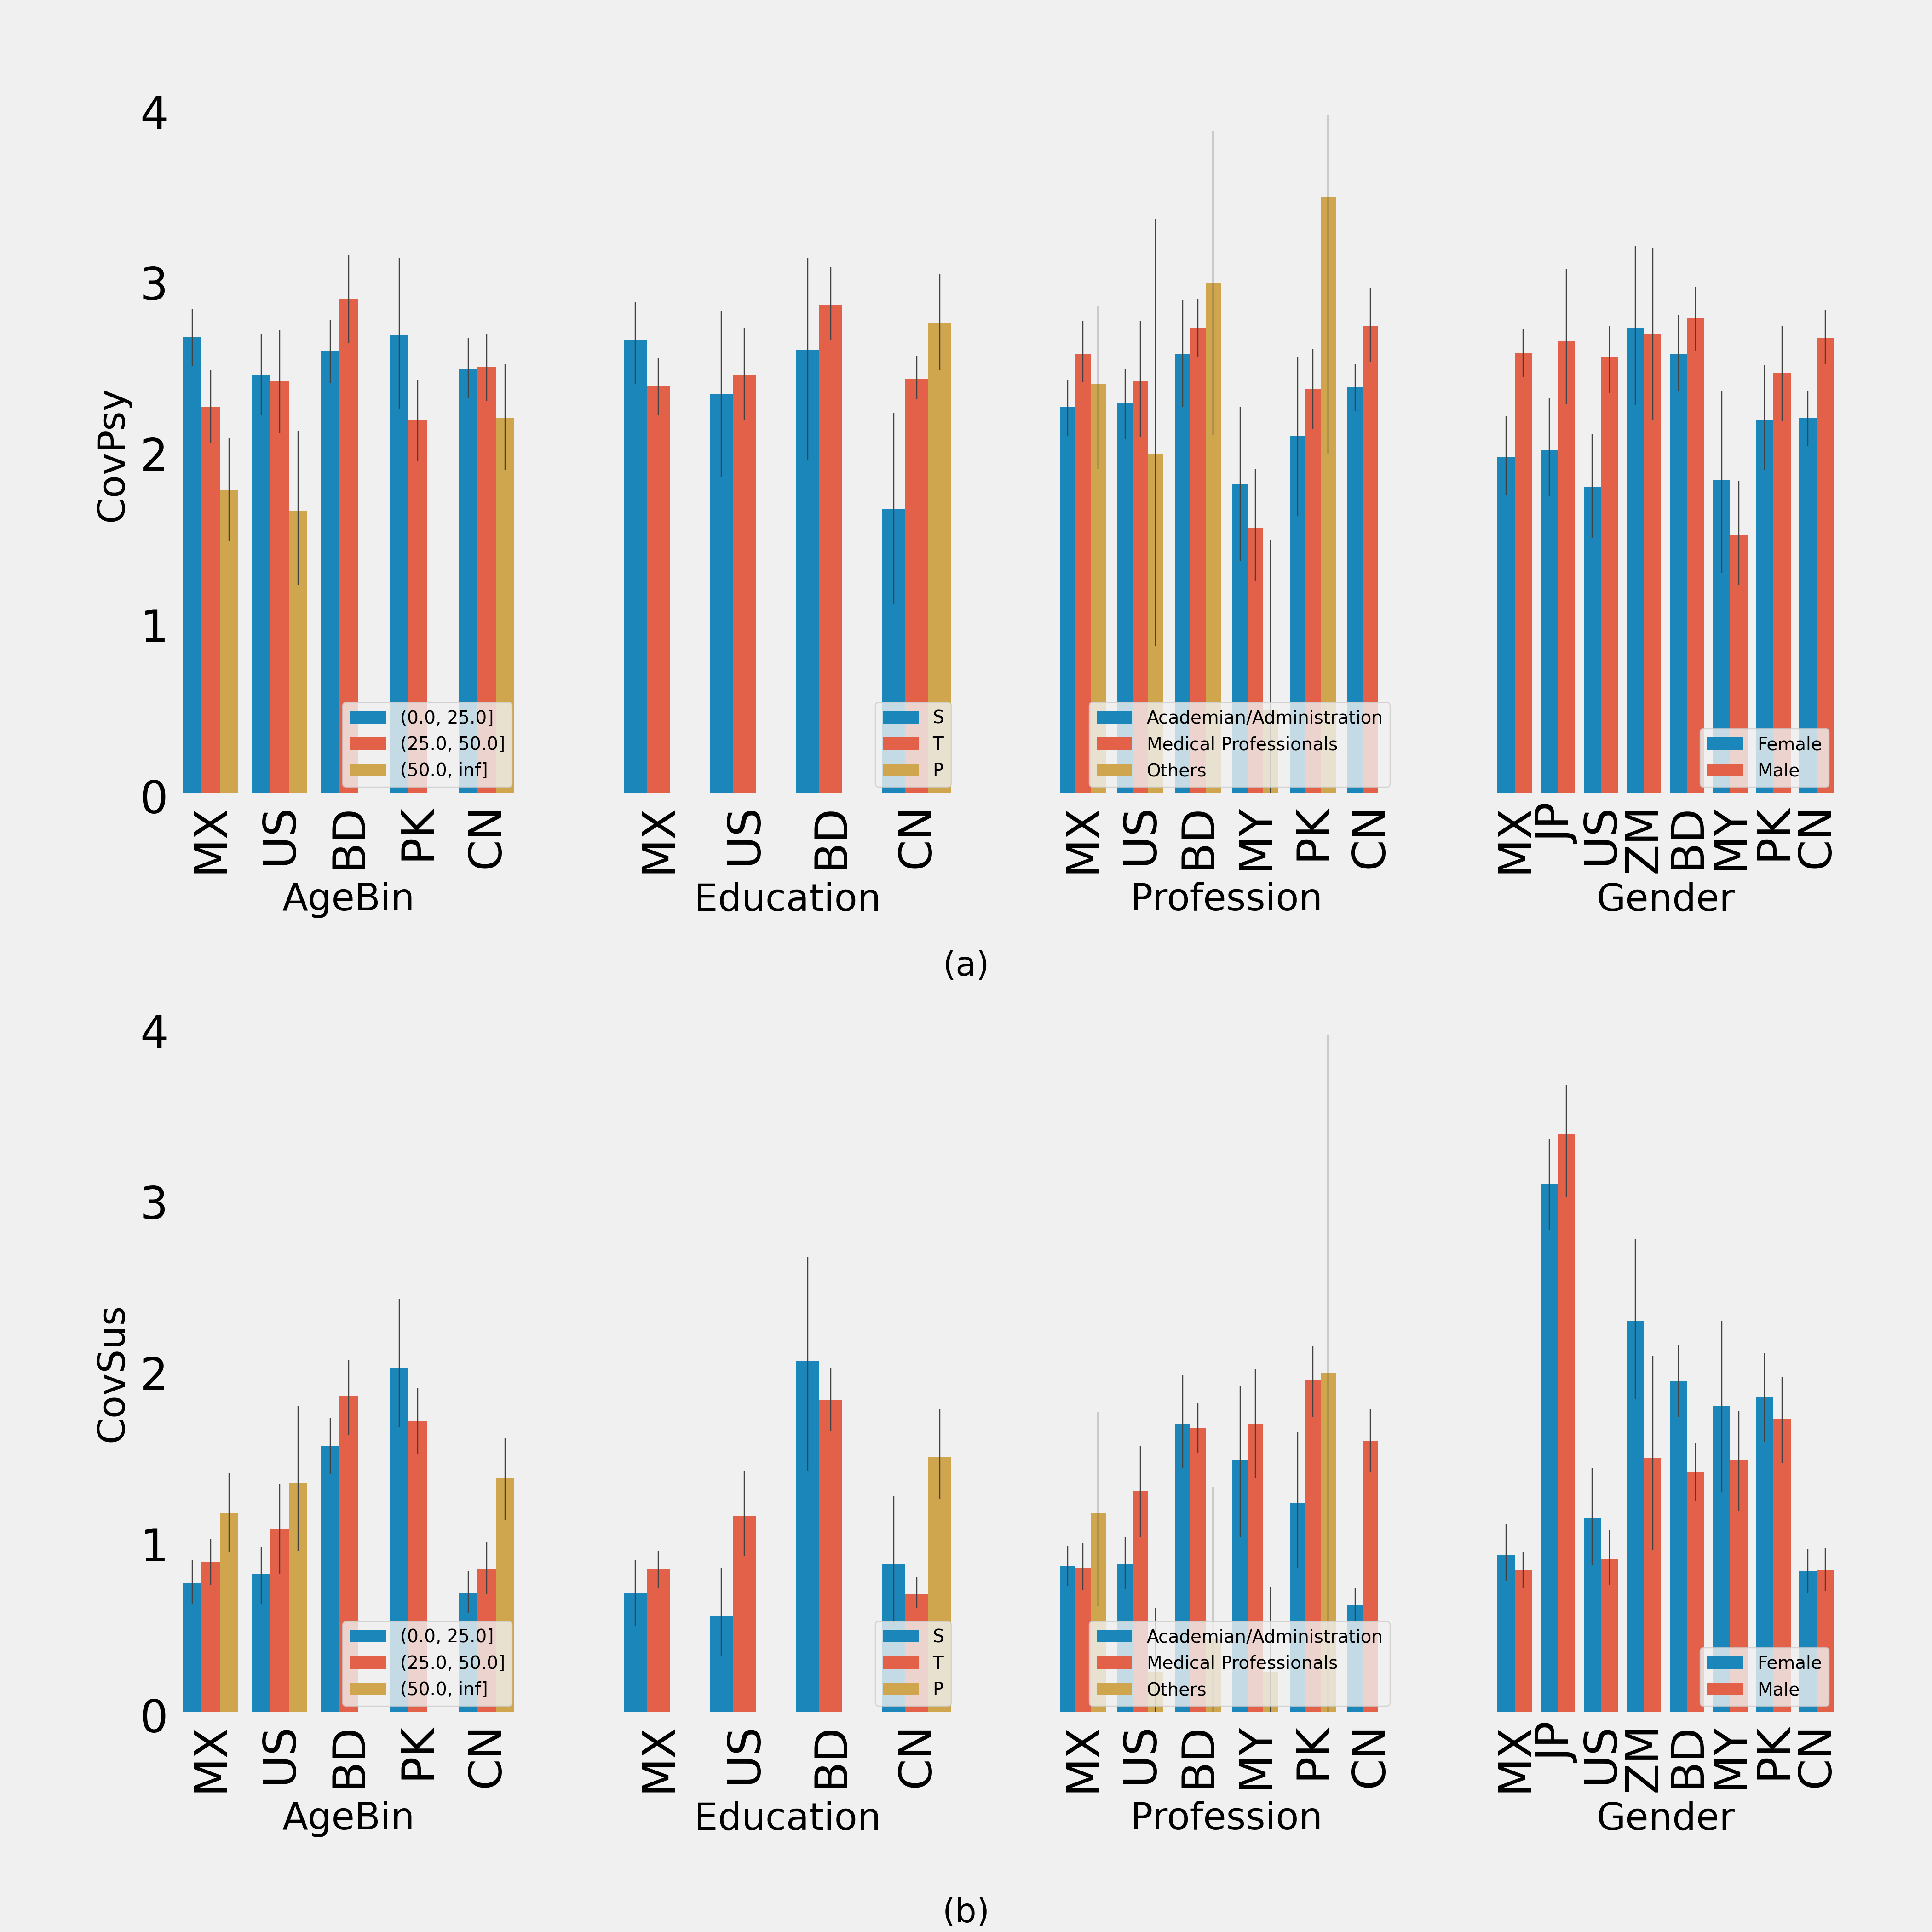 4
3
2
1
0
CovPsy
MX US BD PK CN
AgeBin
(0.0, 25.0]
(25.0, 50.0]
(50.0, inf]
MX US BD CN
Education
S
T
P
MX US BD MY PK CN
Profession
Academian/Administration
Medical Professionals
Others
MX JP US ZM BD MY PK CN
Gender
Female
Male
(a)
4
3
2
1
0
CovSus
MX US BD PK CN
AgeBin
(0.0, 25.0]
(25.0, 50.0]
(50.0, inf]
MX US BD CN
Education
S
T
P
MX US BD MY PK CN
Profession
Academian/Administration
Medical Professionals
Others
MX JP US ZM BD MY PK CN
Gender
Female
Male
(b)